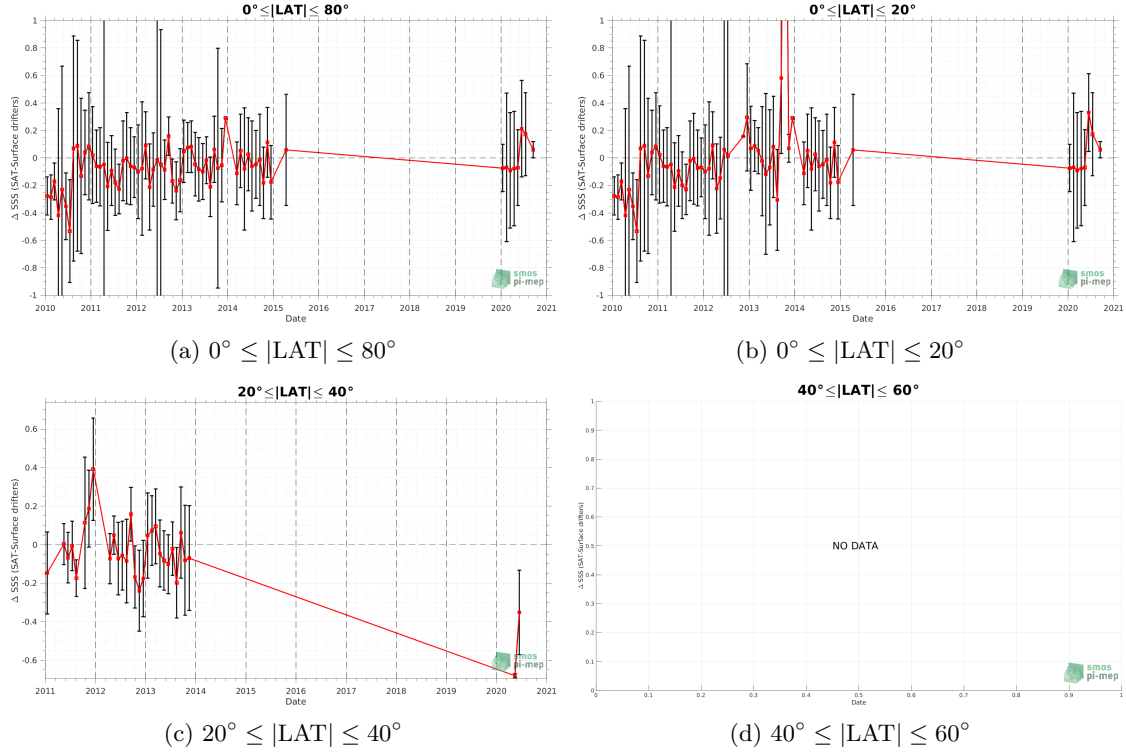 0°≤|LAT|≤ 80°
1
0.8
0.6
0.4
0.2
0
-0.2
-0.4
-0.6
-0.8
-1
Δ SSS (SAT-Surface drifters)
2010 2011 2012 2013 2014 2015 2016 2017 2018 2019 2020 2021
Date
smos
pi-mep
(a) 0° ≤ |LAT| ≤ 80°
0°≤|LAT|≤ 20°
1
0.8
0.6
0.4
0.2
0
-0.2
-0.4
-0.6
-0.8
-1
Δ SSS (SAT-Surface drifters)
2010 2011 2012 2013 2014 2015 2016 2017 2018 2019 2020 2021
Date
smos
pi-mep
(b) 0° ≤ |LAT| ≤ 20°
20°≤|LAT|≤ 40°
0.6
0.4
0.2
0
-0.2
-0.4
-0.6
Δ SSS (SAT-Surface drifters)
2011 2012 2013 2014 2015 2016 2017 2018 2019 2020 2021
Date
smos
pi-mep
(c) 20° ≤ |LAT| ≤ 40°
40°≤|LAT|≤ 60°
1
0.9
0.8
0.7
0.6
0.5
0.4
0.3
0.2
0.1
0
Δ SSS (SAT-Surface drifters)
NO DATA
0 0.1 0.2 0.3 0.4 0.5 0.6 0.7 0.8 0.9 1
Date
smos
pi-mep
(d) 40° ≤ |LAT| ≤ 60°